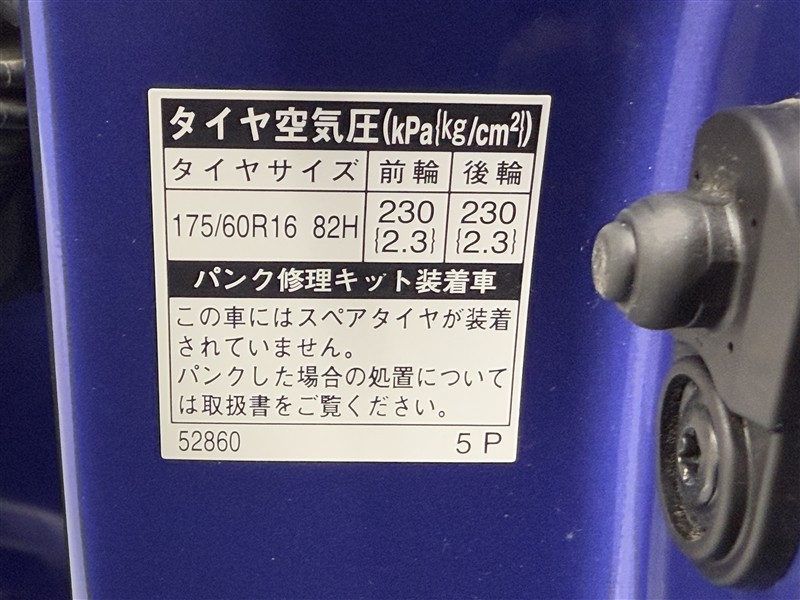 タイヤ空気圧(kPa{kg/cm²})
タイヤサイズ 前輪 後輪
175/60R16 82H 230 {2.3} 230 {2.3}
パンク修理キット装着車
この車にはスペアタイヤが装着
されていません。
パンクした場合の処置について
は取扱書をご覧ください。
52860 5P